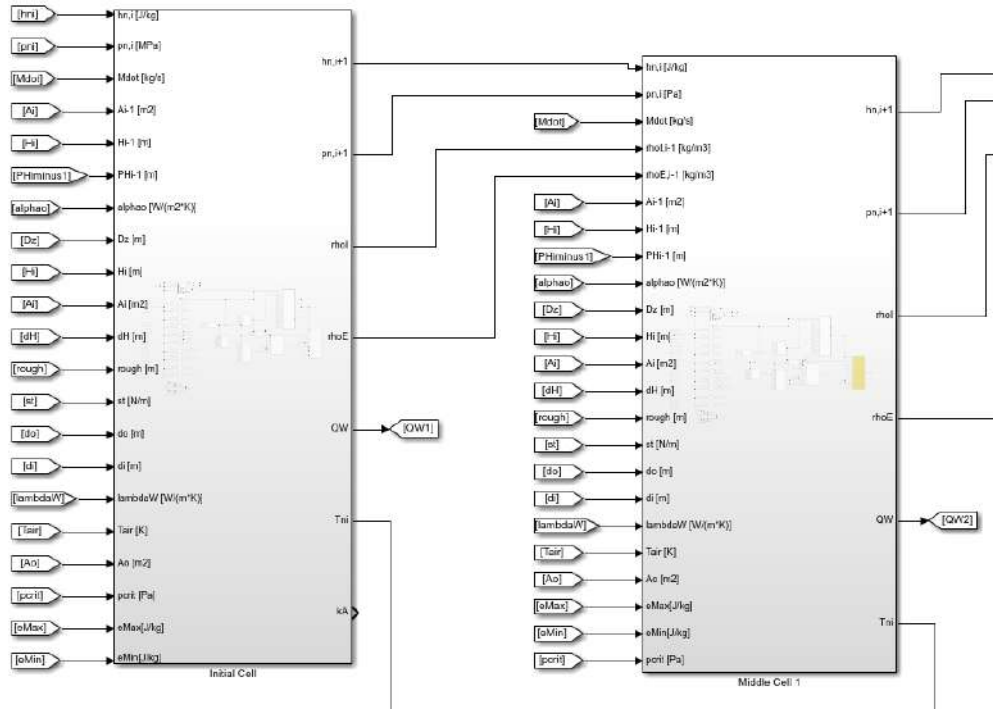 [hni]
hn,i [J/kg]
[pni]
pn,i [MPa]
[Mdot]
Mdot [kg/s]
[Ai]
Ai-1 [m2]
[Hi]
Hi-1 [m]
[PHiminus1]
PHi-1 [m]
[alphao]
alphao [W/(m2*K)]
[Dz]
Dz [m]
[Hi]
Hi [m]
[Ai]
Ai [m2]
[dH]
dH [m]
[rough]
rough [m]
[st]
st [N/m]
[do]
do [m]
[di]
di [m]
[lambdaW]
lambdaW [W/(m*K)]
[Tair]
Tair [K]
[Ao]
Ao [m2]
[pcrit]
pcrit [Pa]
[eMax]
eMax[J/kg]
[eMin]
eMin[J/kg]
hn,i+1
pn,i+1
rhoI
rhoE
QW
[QW1]
Tni
kA
Initial Cell
hn,i [J/kg]
pn,i [Pa]
[Mdot]
Mdot [kg/s]
rhoI,i-1 [kg/m3]
rhoE,i-1 [kg/m3]
[Ai]
Ai-1 [m2]
[Hi]
Hi-1 [m]
[PHiminus1]
PHi-1 [m]
[alphao]
alphao [W/(m2*K)]
[Dz]
Dz [m]
[Hi]
Hi [m]
[Ai]
Ai [m2]
[dH]
dH [m]
[rough]
rough [m]
[st]
st [N/m]
[do]
do [m]
[di]
di [m]
[lambdaW]
lambdaW [W/(m*K)]
[Tair]
Tair [K]
[Ao]
Ao [m2]
[eMax]
eMax[J/kg]
[eMin]
eMin[J/kg]
[pcrit]
pcrit [Pa]
hn,i+1
pn,i+1
rhoI
rhoE
QW
[QW2]
Tni
Middle Cell 1